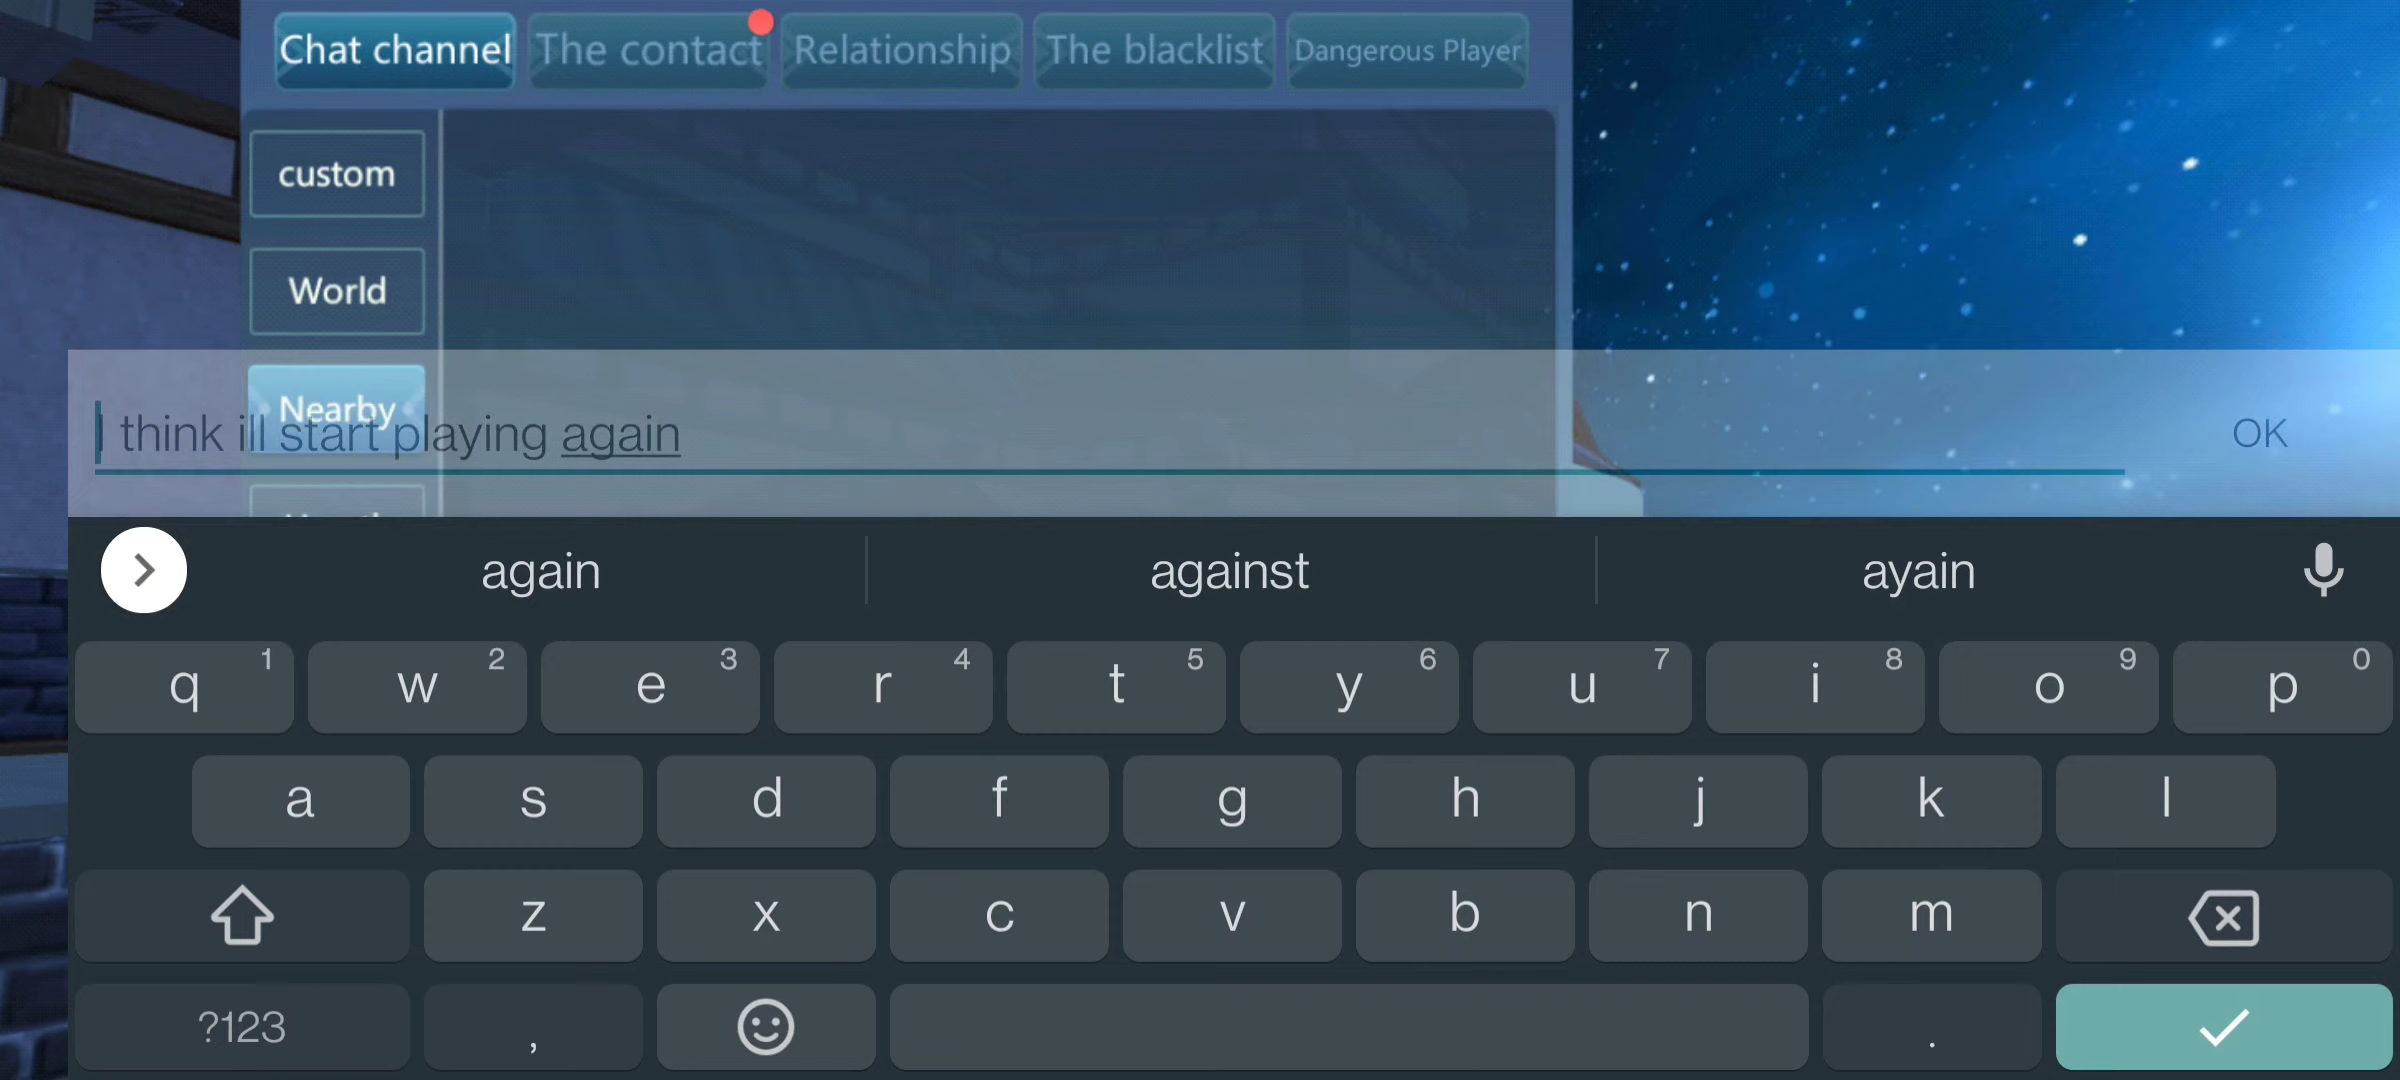 Chat channel The contact Relationship The blacklist Dangerous Player
custom
World
Nearby
I think ill start playing again
OK
again against ayain
q 1 w 2 e 3 r 4 t 5 y 6 u 7 i 8 o 9 p 0
a s d f g h j k l
z x c v b n m
?123 , .